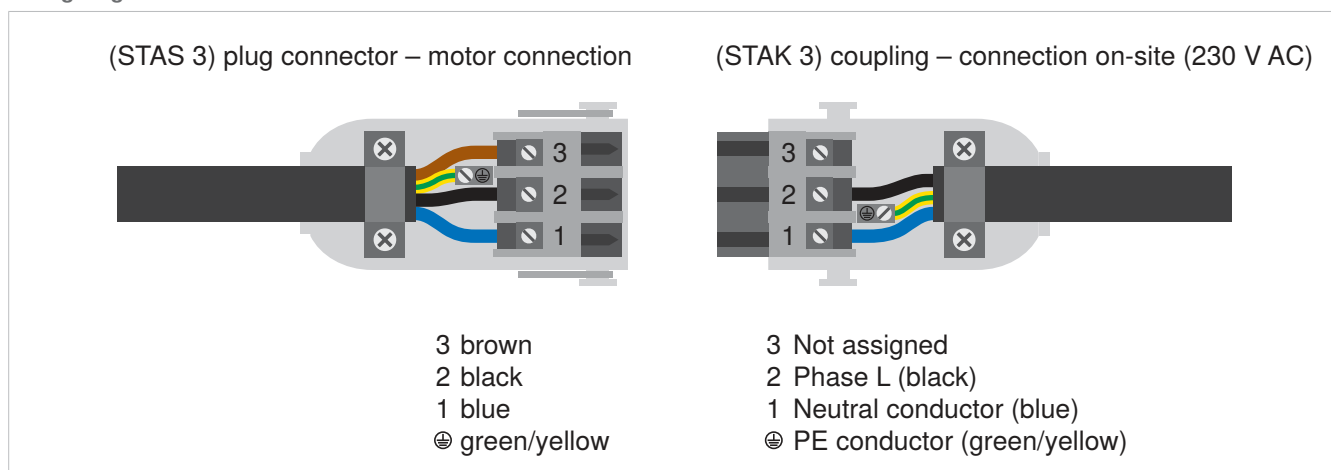 (STAS 3) plug connector – motor connection
(STAK 3) coupling – connection on-site (230 V AC)
3
2
1
3
2
1
3 brown
2 black
1 blue
⏚ green/yellow
3 Not assigned
2 Phase L (black)
1 Neutral conductor (blue)
⏚ PE conductor (green/yellow)